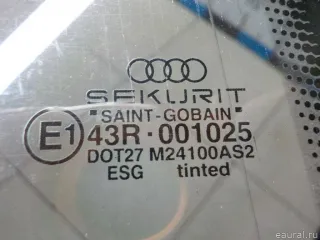 SEKURIT
SAINT-GOBAIN
E1 43R·001025
DOT27 M24100AS2
ESG tinted
© eaural.ru